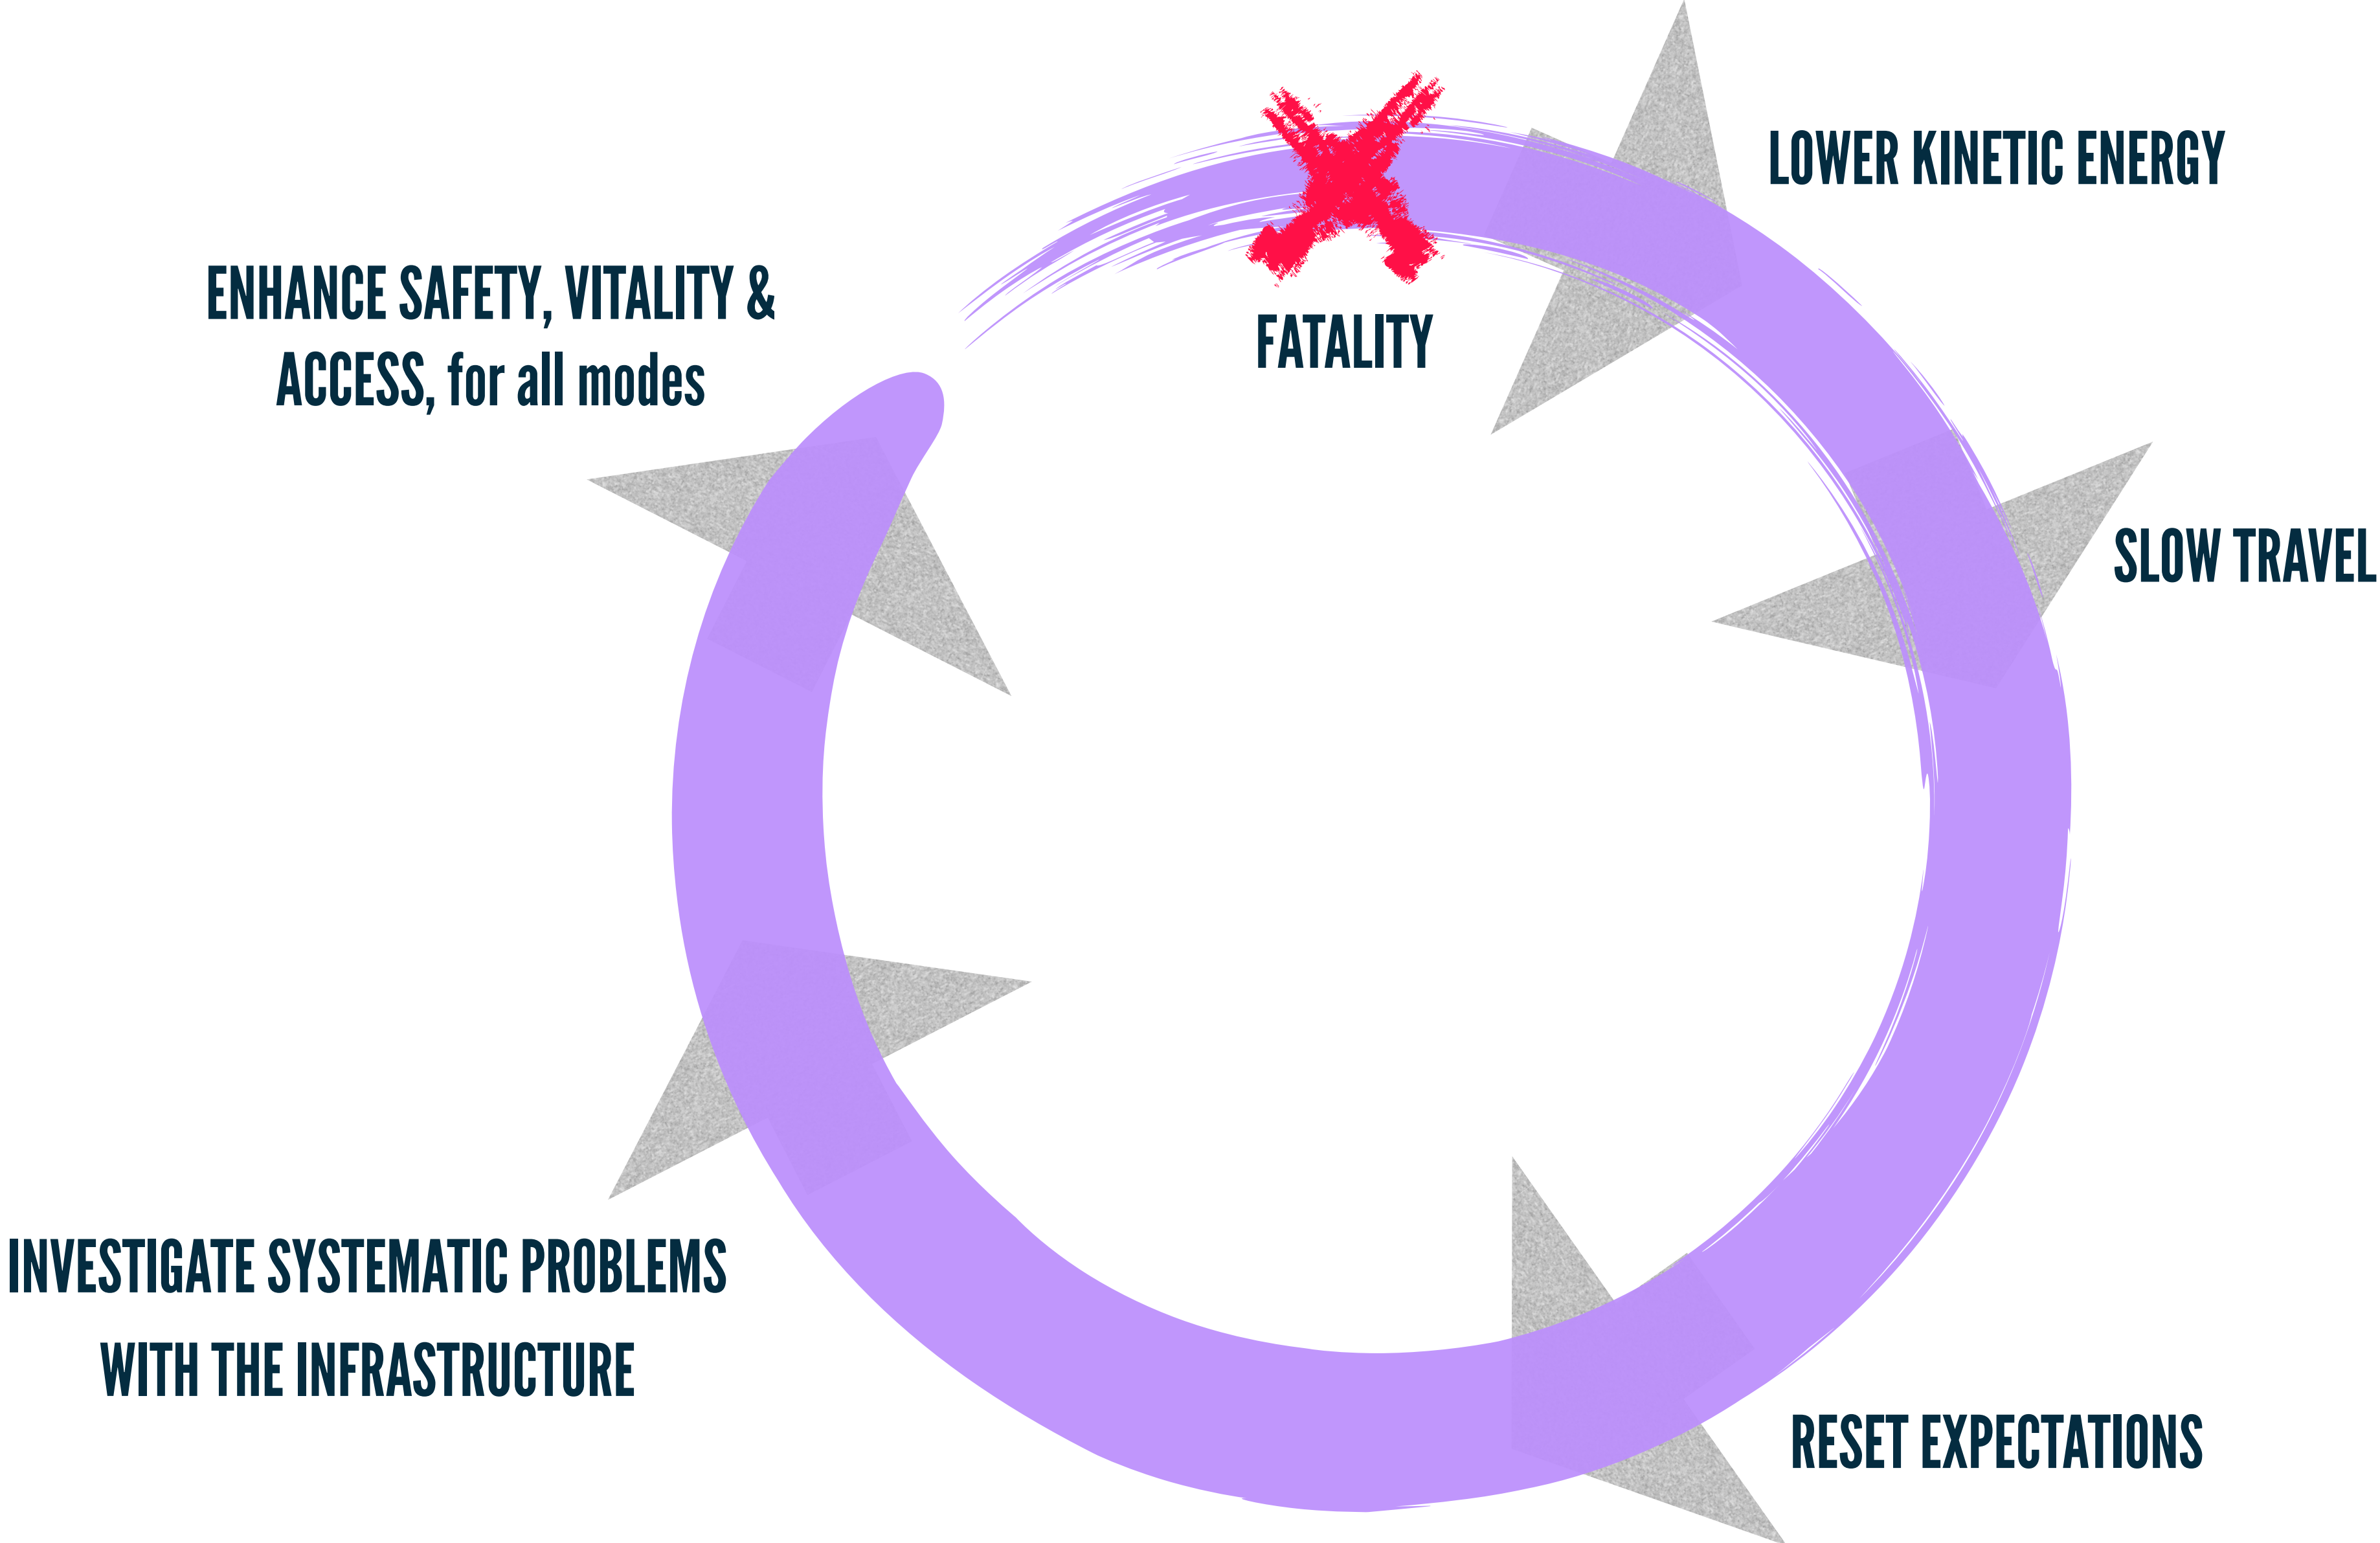 LOWER KINETIC ENERGY
ENHANCE SAFETY, VITALITY &
ACCESS, for all modes
FATALITY
SLOW TRAVEL
INVESTIGATE SYSTEMATIC PROBLEMS
WITH THE INFRASTRUCTURE
RESET EXPECTATIONS